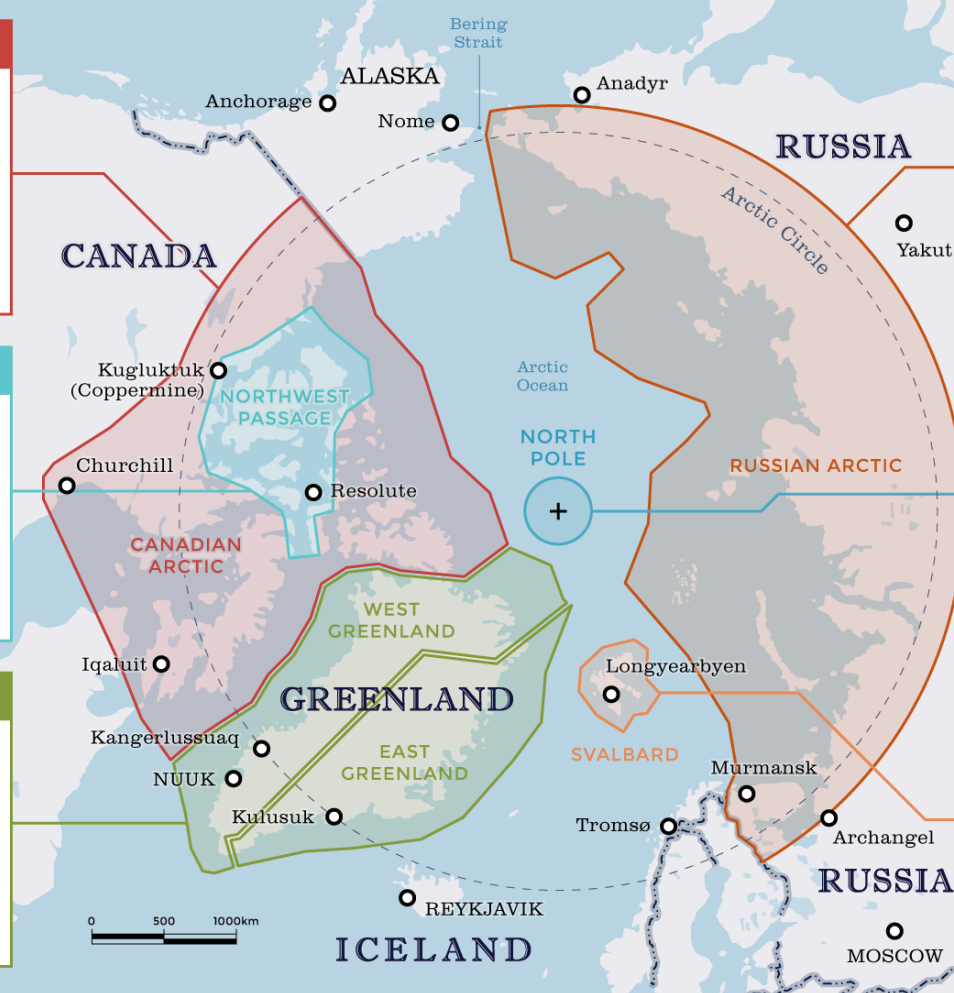 Bering
Strait
ALASKA
Anadyr
Anchorage
Nome
RUSSIA
Arctic Circle
Yakut
CANADA
Kugluktuk
(Coppermine)
NORTHWEST
PASSAGE
Arctic
Ocean
NORTH
POLE
RUSSIAN ARCTIC
Churchill
Resolute
CANADIAN
ARCTIC
WEST
GREENLAND
Iqaluit
Longyearbyen
GREENLAND
Kangerlussuaq
EAST
GREENLAND
SVALBARD
NUUK
Murmansk
Kulusuk
Tromsø
Archangel
RUSSIA
REYKJAVIK
0 500 1000km
ICELAND
MOSCOW